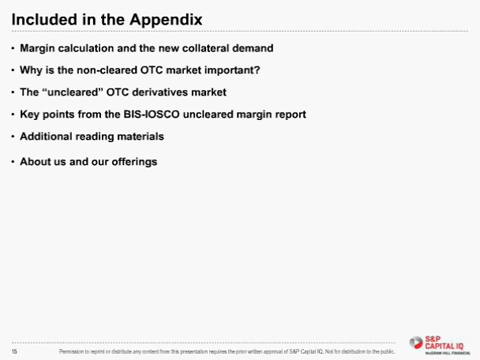 Included in the Appendix
• Margin calculation and the new collateral demand
• Why is the non-cleared OTC market important?
• The “uncleared” OTC derivatives market
• Key points from the BIS-IOSCO uncleared margin report
• Additional reading materials
• About us and our offerings
15
Permission to reprint or distribute any content from this presentation requires the prior written approval of S&P Capital IQ. Not for distribution to the public.
S&P
CAPITAL IQ
McGRAW HILL FINANCIAL